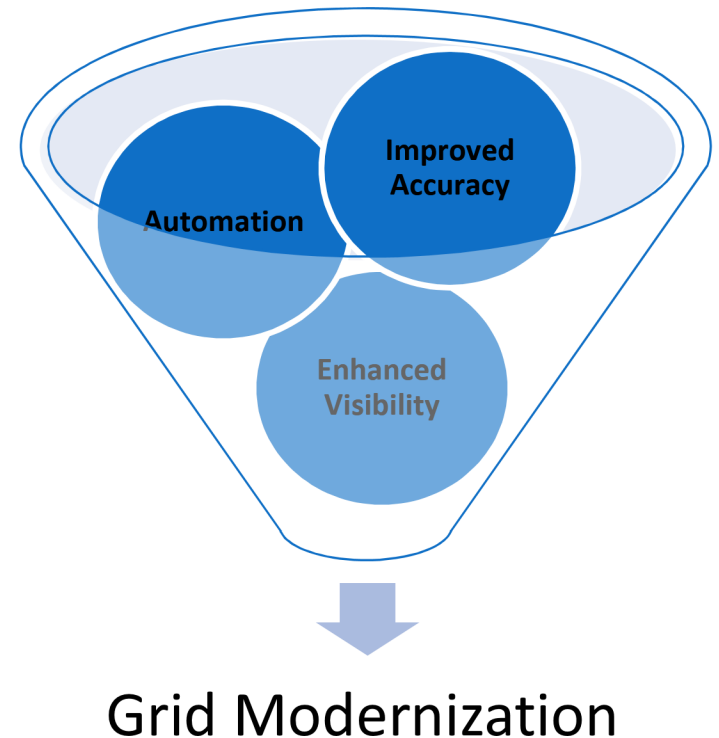 Improved
Accuracy
Automation
Enhanced
Visibility
Grid Modernization